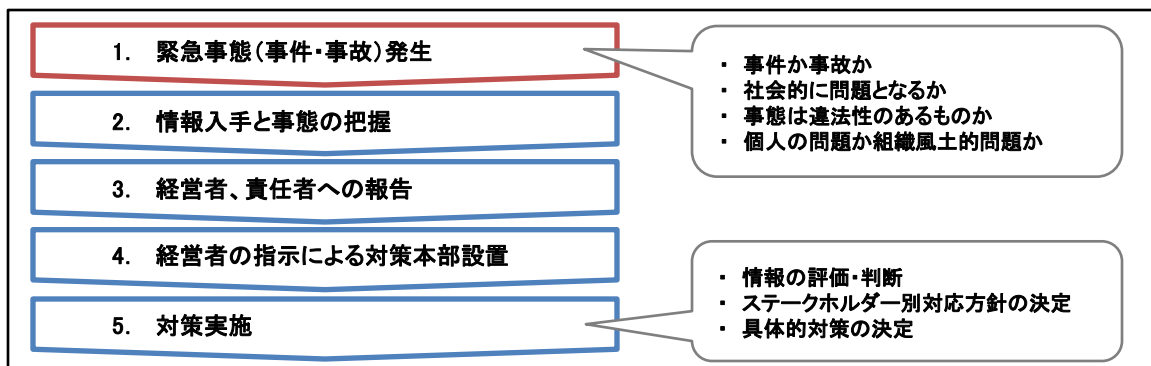 1. 緊急事態(事件・事故)発生
・ 事件か事故か
・ 社会的に問題となるか
・ 事態は違法性のあるものか
・ 個人の問題か組織風土的問題か
2. 情報入手と事態の把握
3. 経営者、責任者への報告
4. 経営者の指示による対策本部設置
5. 対策実施
・ 情報の評価・判断
・ ステークホルダー別対応方針の決定
・ 具体的対策の決定